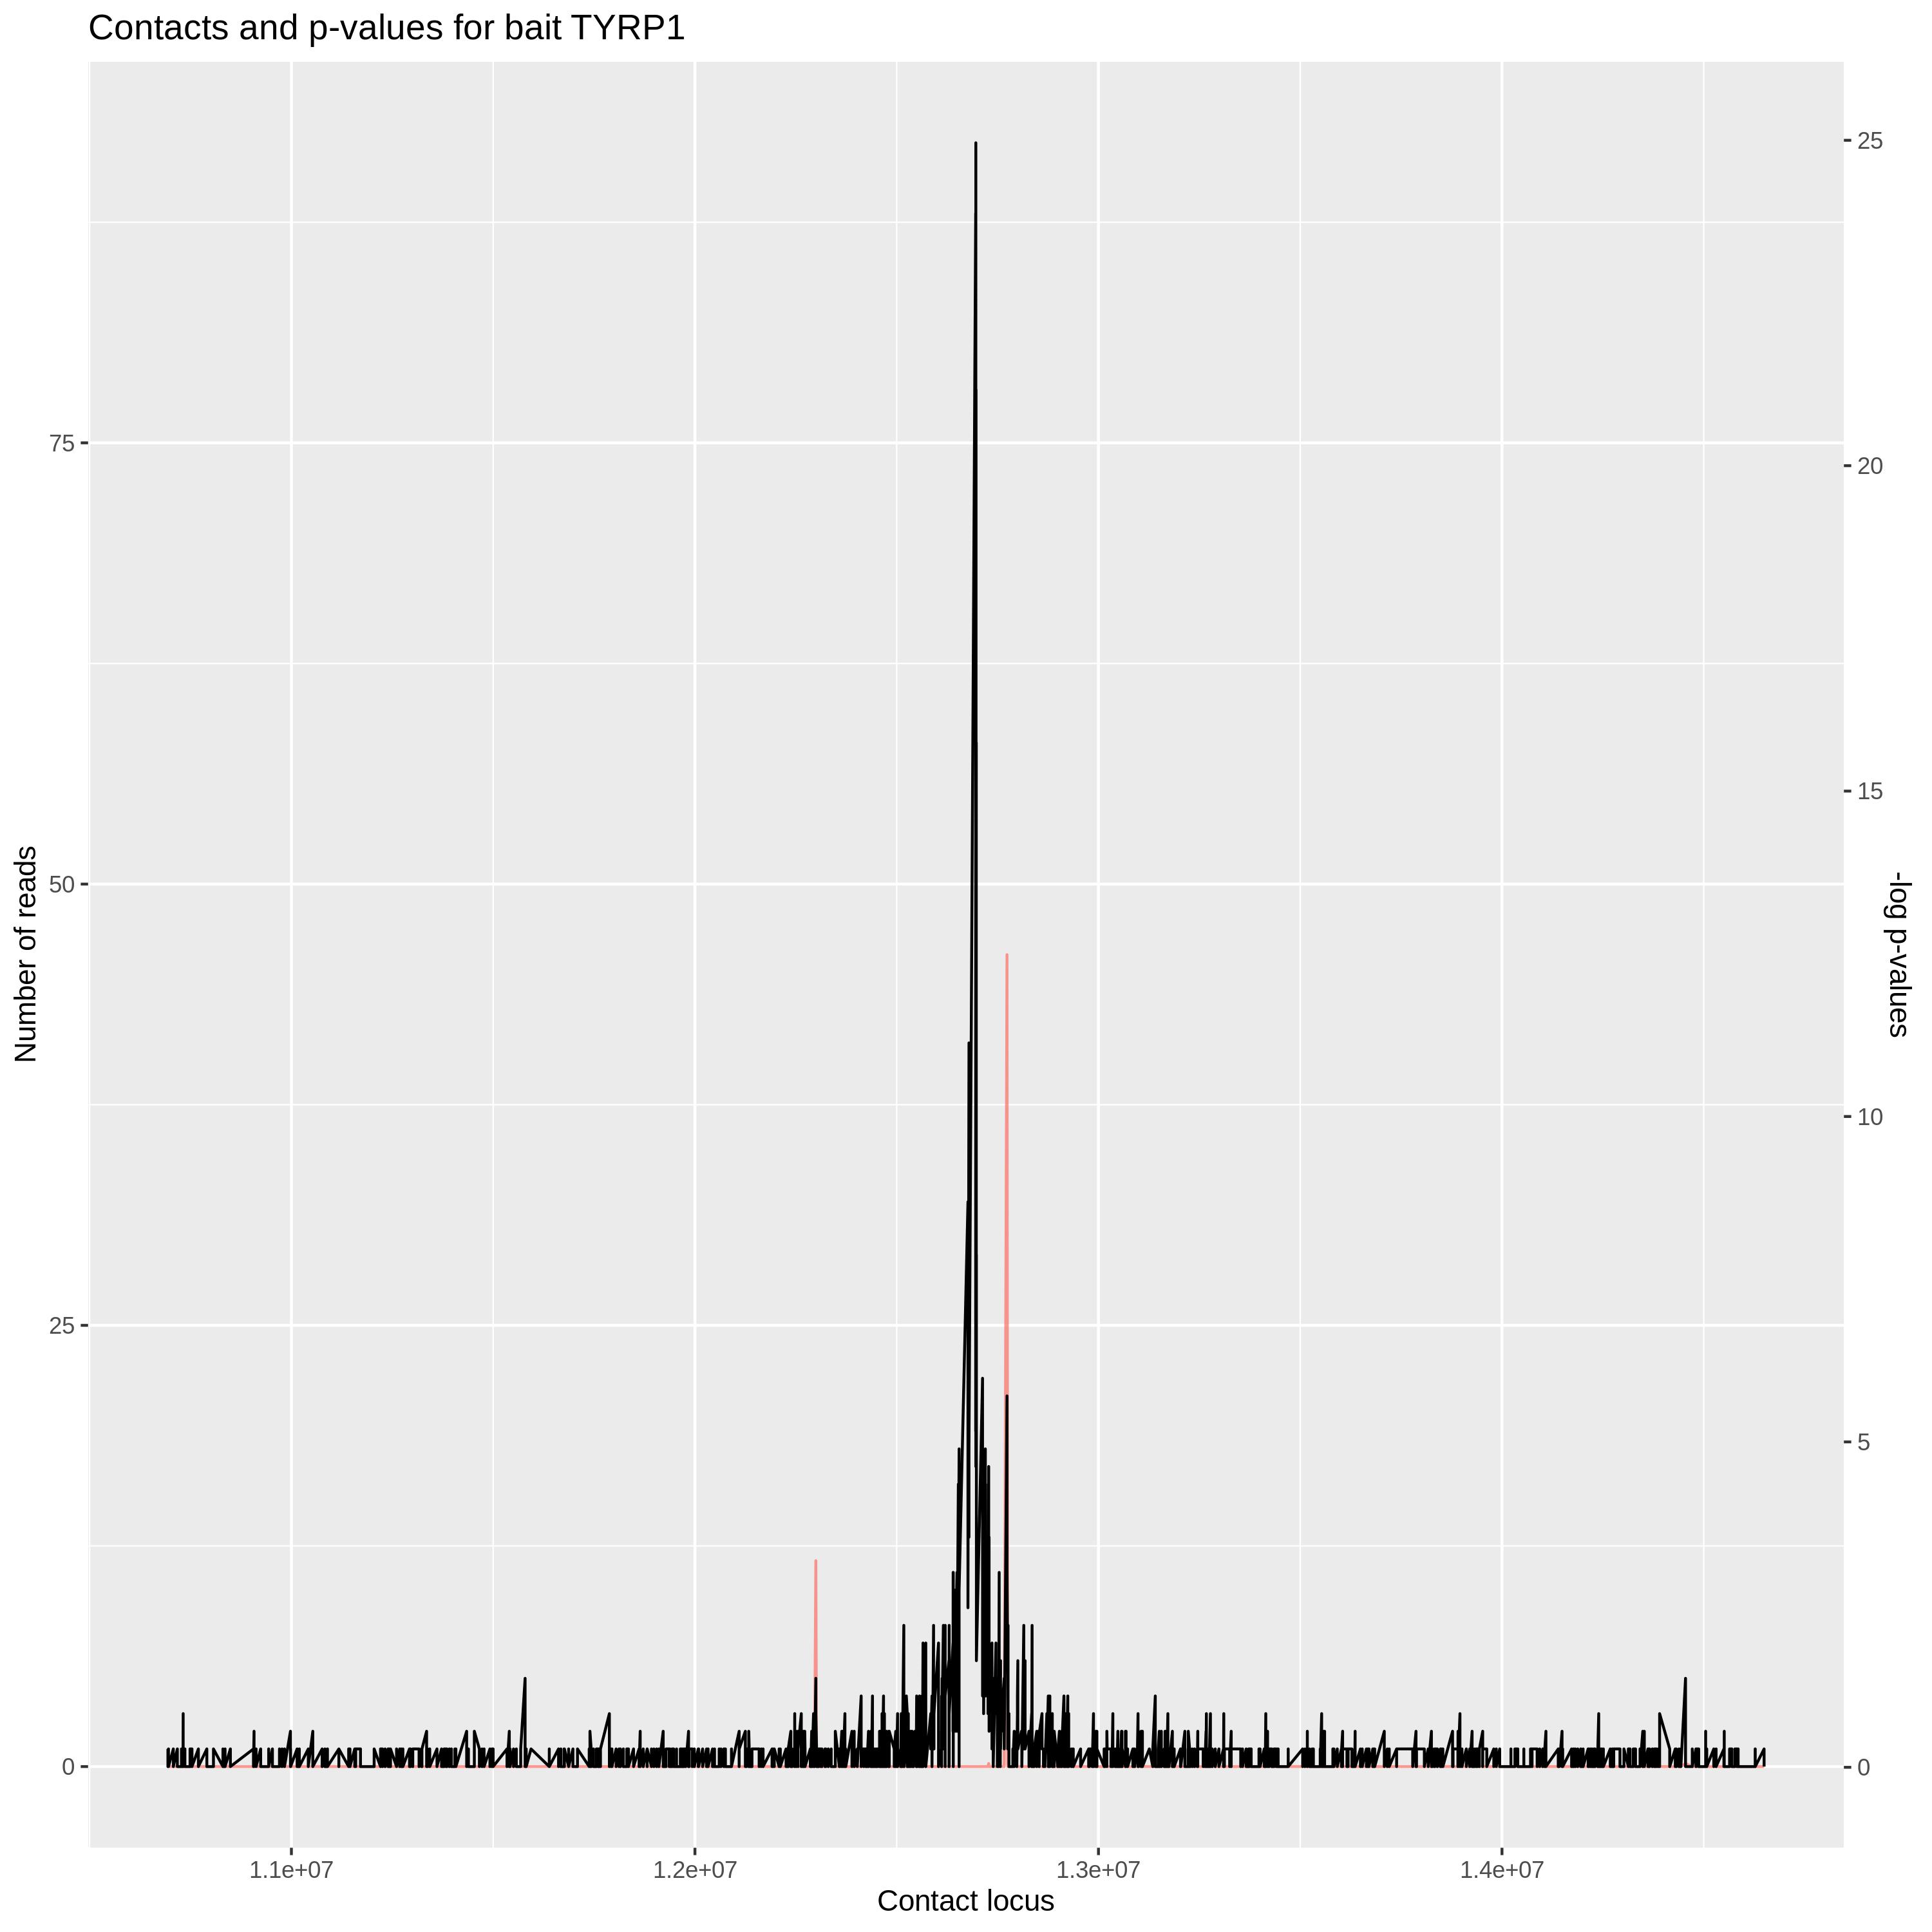 Contacts and p-values for bait TYRP1
25
20
75
15
50
10
25
5
0
0
Number of reads
-log p-values
1.1e+07
1.2e+07
1.3e+07
1.4e+07
Contact locus